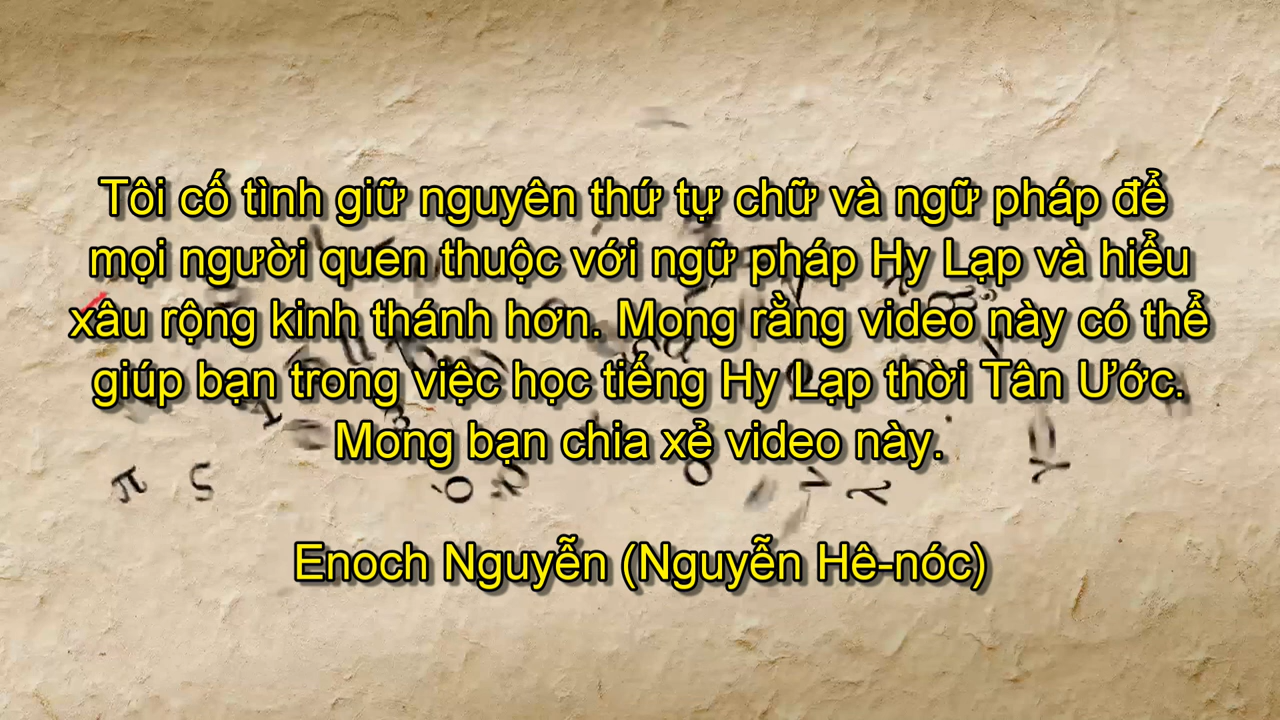 Tôi cố tình giữ nguyên thứ tự chữ và ngữ pháp để
mọi người quen thuộc với ngữ pháp Hy Lạp và hiểu
xâu rộng kinh thánh hơn. Mong rằng video này có thể
giúp bạn trong việc học tiếng Hy Lạp thời Tân Ước.
Mong bạn chia xẻ video này.
Enoch Nguyễn (Nguyễn Hê-nóc)